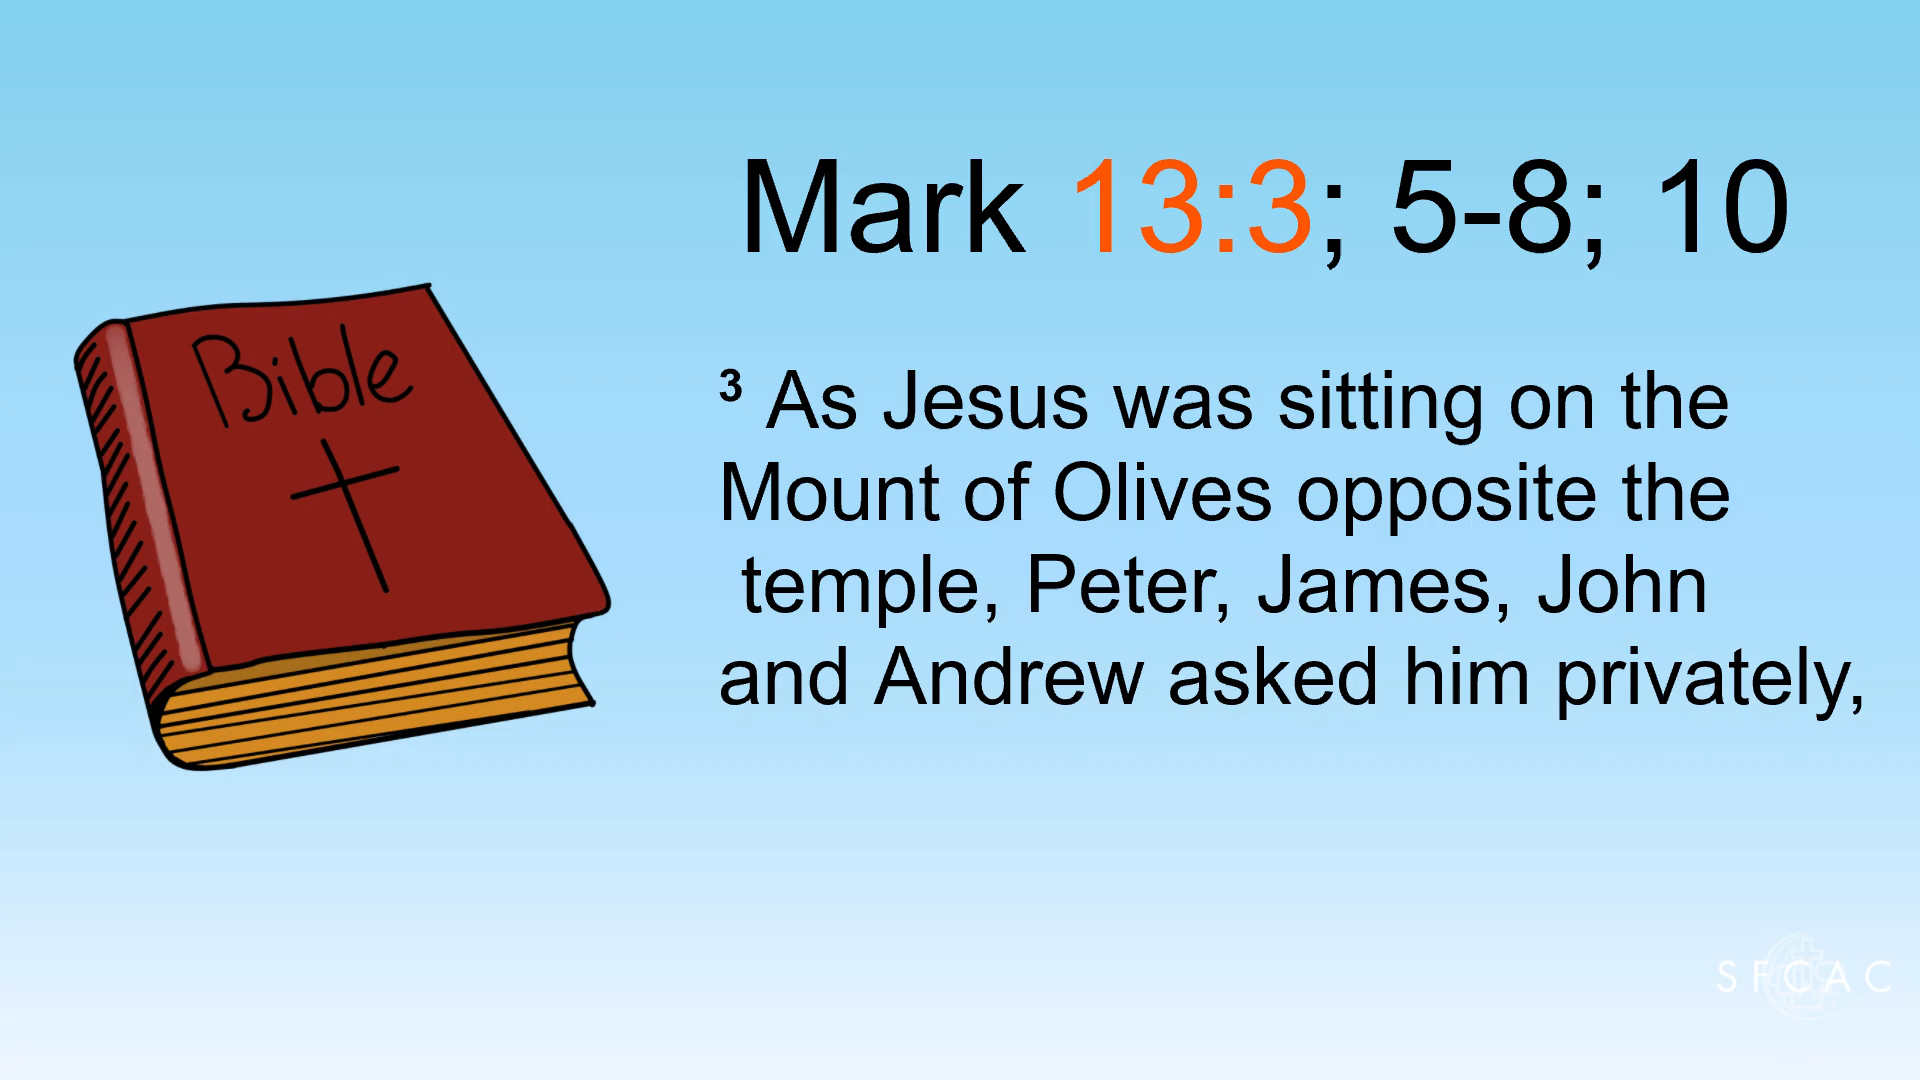 Mark 13:3; 5-8; 10
Bible
3 As Jesus was sitting on the
Mount of Olives opposite the
temple, Peter, James, John
and Andrew asked him privately,
SFCAC